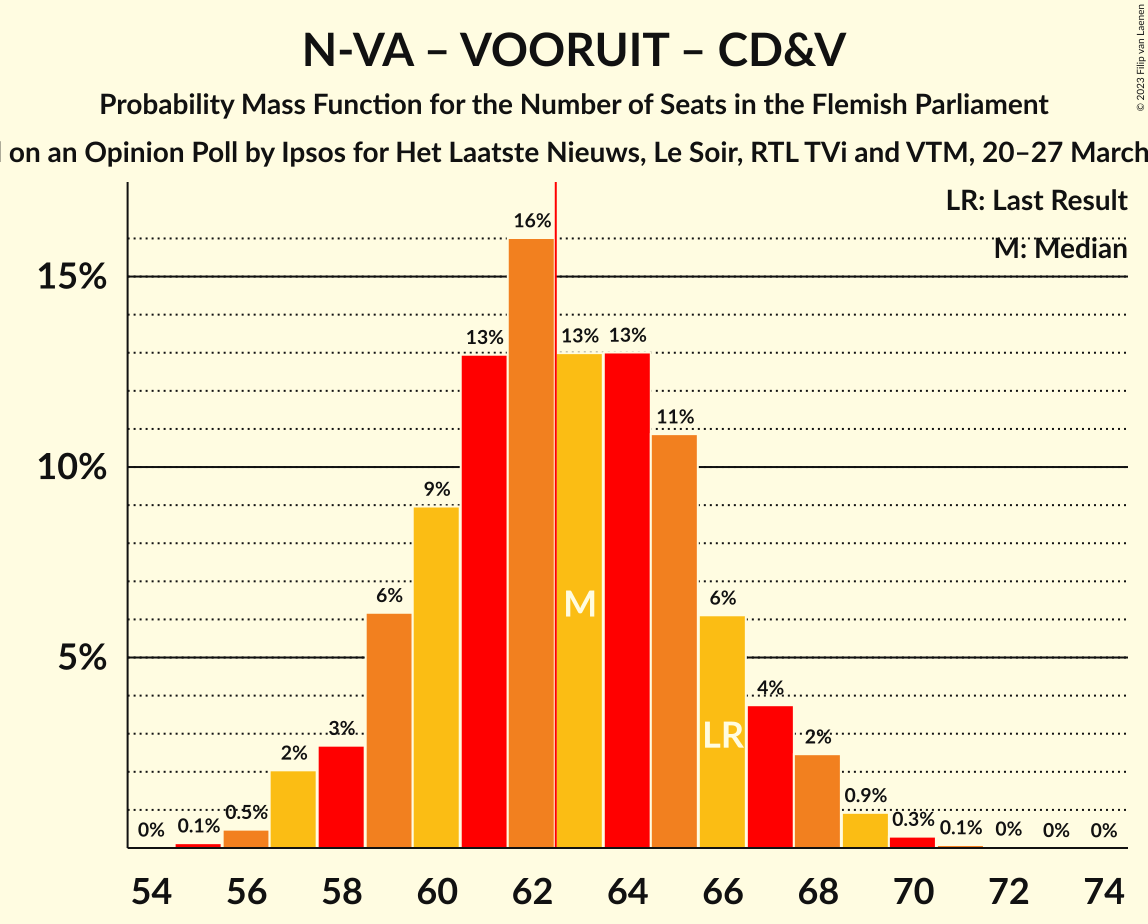 N-VA – VOORUIT – CD&V
Probability Mass Function for the Number of Seats in the Flemish Parliament
on an Opinion Poll by Ipsos for Het Laatste Nieuws, Le Soir, RTL TVi and VTM, 20–27 March
© 2023 Filip van Laenen
LR: Last Result
M: Median
15%
10%
5%
0%
0.1%
0.5%
2%
3%
6%
9%
13%
16%
13%
13%
11%
6%
4%
2%
0.9%
0.3%
0.1%
0%
0%
0%
M
LR
54 56 58 60 62 64 66 68 70 72 74